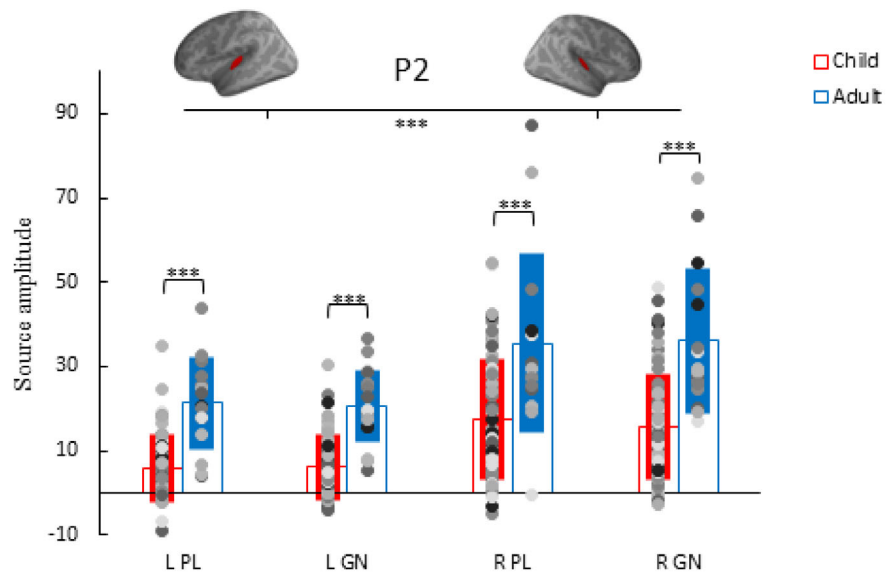 P2
Child
Adult
***
90
70
50
30
10
-10
Source amplitude
***
***
***
***
L PL
L GN
R PL
R GN